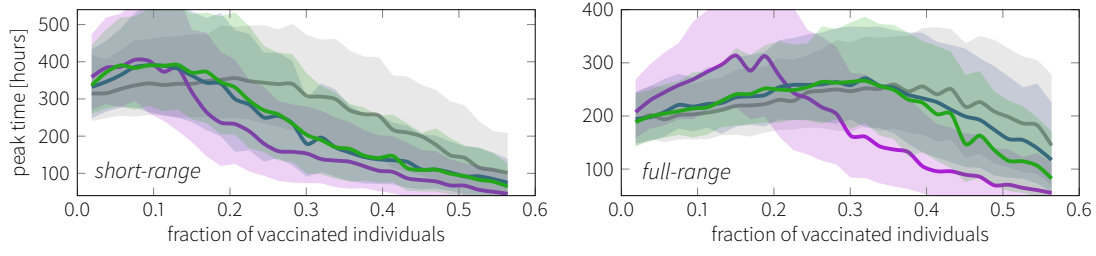 500
400
300
200
100
peak time [hours]
short-range
0.0 0.1 0.2 0.3 0.4 0.5 0.6
fraction of vaccinated individuals
400
300
200
100
full-range
0.0 0.1 0.2 0.3 0.4 0.5 0.6
fraction of vaccinated individuals